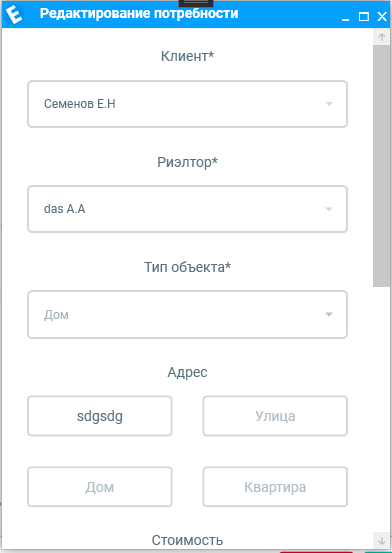 Редактирование потребности
Клиент*
Семенов Е.Н
Риэлтор*
das A.A
Тип объекта*
Дом
Адрес
sdgsdg Улица
Дом Квартира
Стоимость